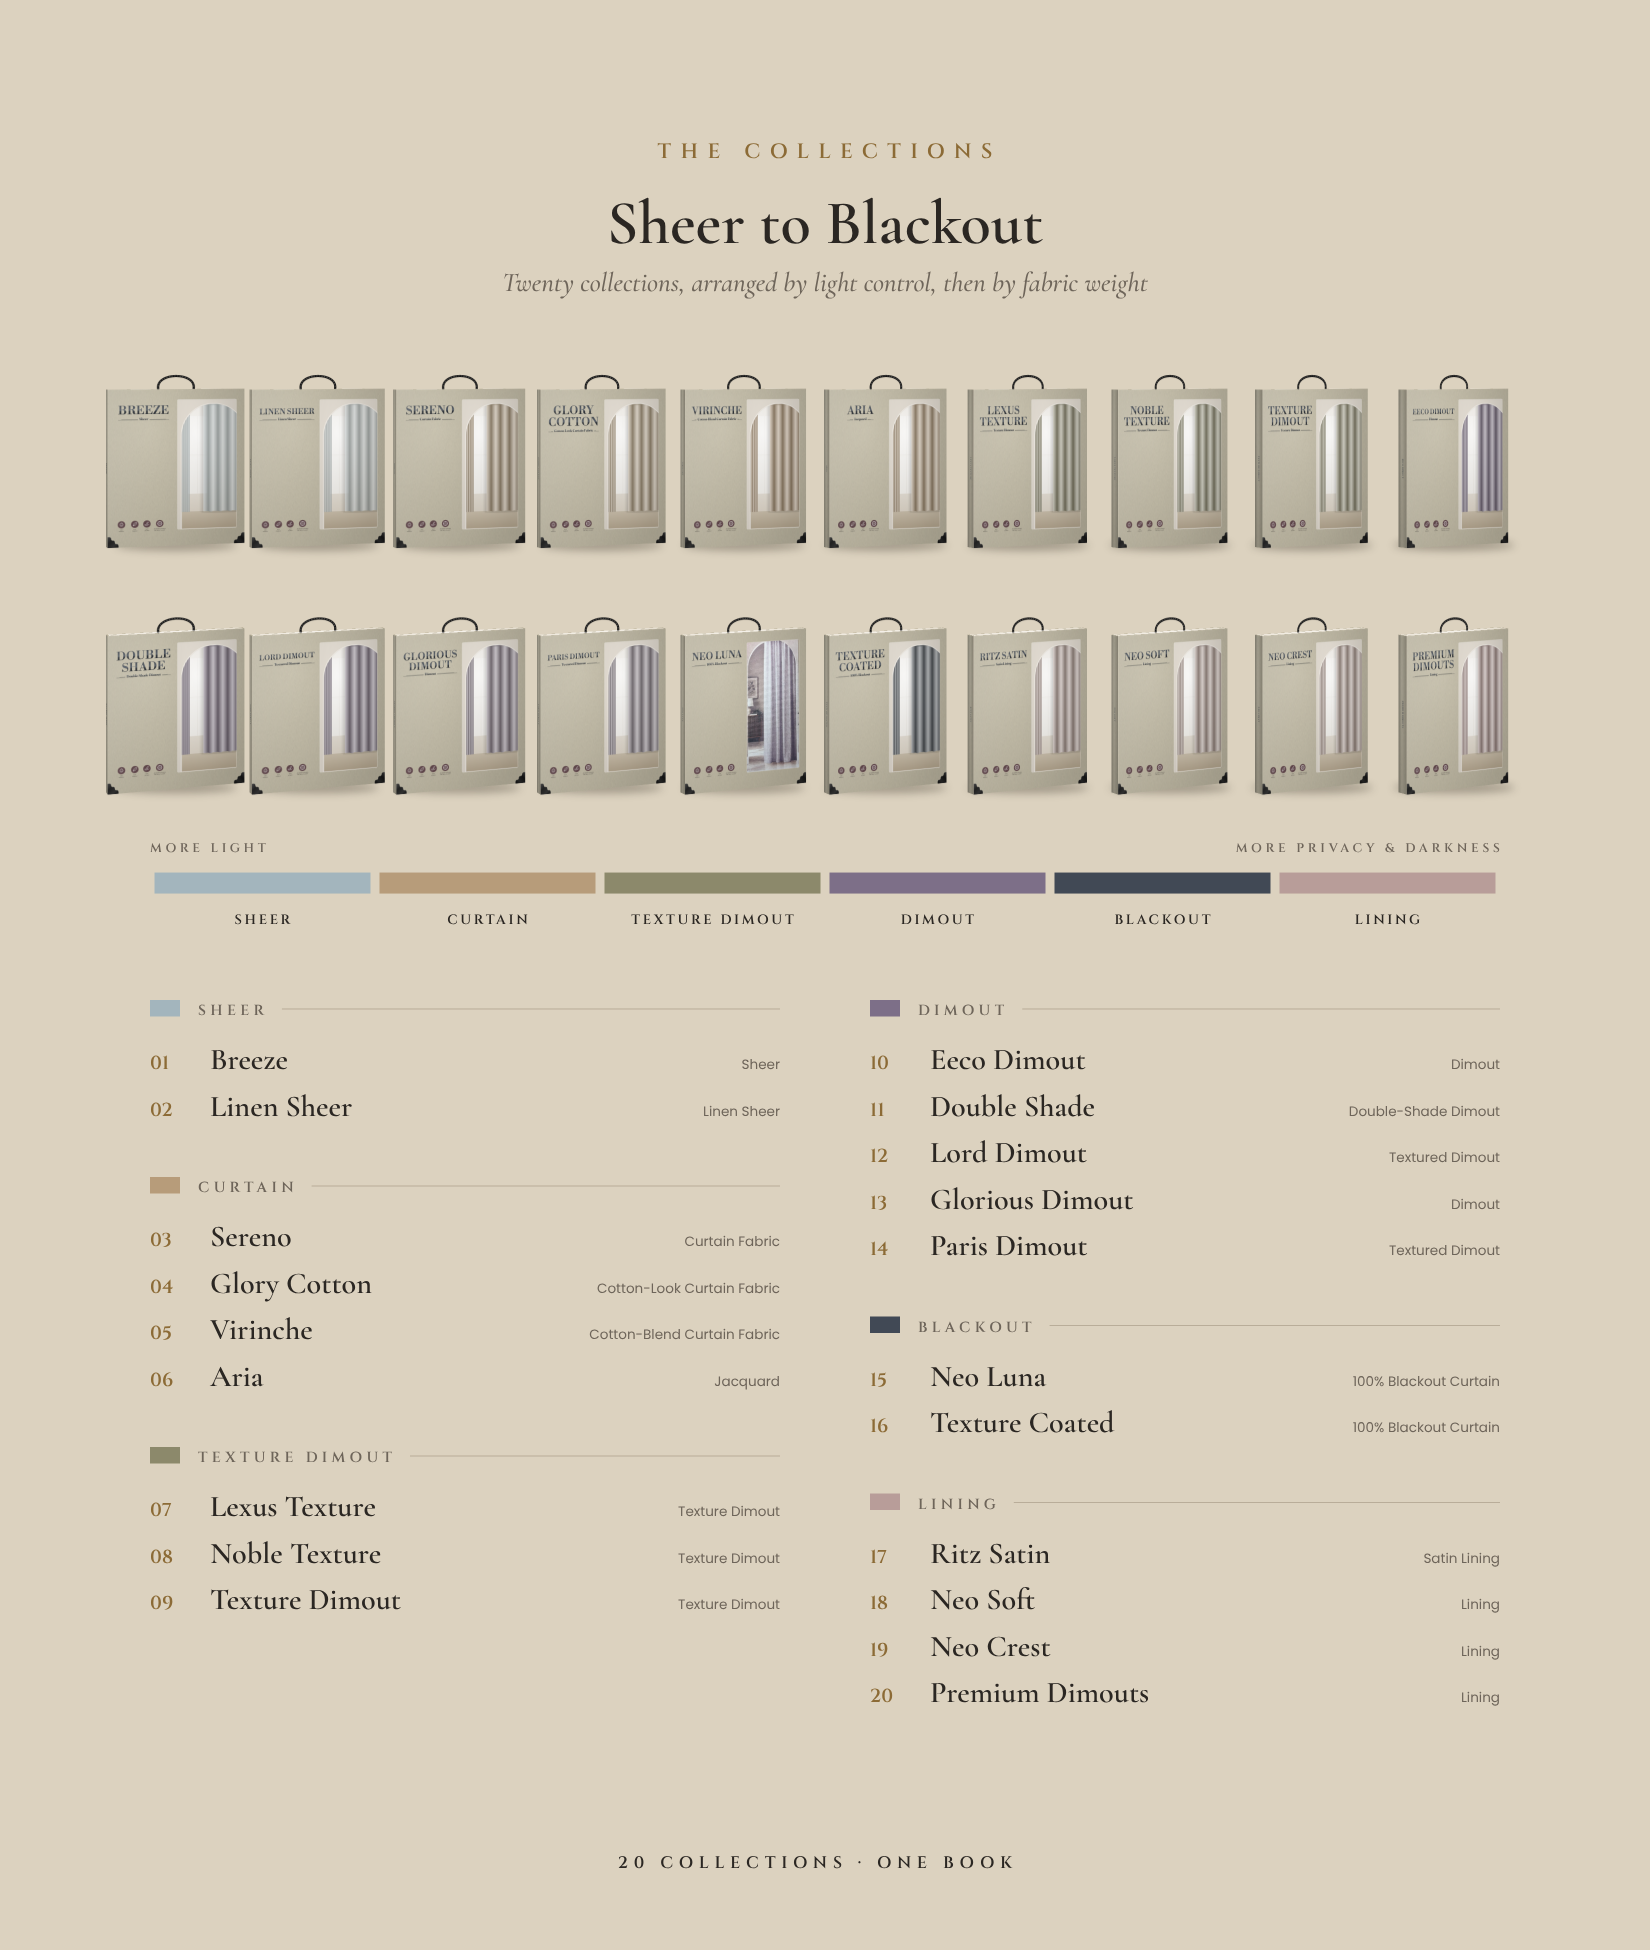 THE COLLECTIONS
Sheer to Blackout
Twenty collections, arranged by light control, then by fabric weight
BREEZE
LINEN SHEER
SERENO
GLORY
COTTON
VIRINCHE
ARIA
LEXUS
TEXTURE
NOBLE
TEXTURE
TEXTURE
DIMOUT
EECO DIMOUT
DOUBLE
SHADE
LORD DIMOUT
GLORIOUS
DIMOUT
PARIS DIMOUT
NEO LUNA
TEXTURE
COATED
RITZ SATIN
NEO SOFT
NEO CREST
PREMIUM
DIMOUTS
MORE LIGHT
MORE PRIVACY & DARKNESS
SHEER
CURTAIN
TEXTURE DIMOUT
DIMOUT
BLACKOUT
LINING
SHEER
01 Breeze Sheer
02 Linen Sheer Linen Sheer
CURTAIN
03 Sereno Curtain Fabric
04 Glory Cotton Cotton-Look Curtain Fabric
05 Virinche Cotton-Blend Curtain Fabric
06 Aria Jacquard
TEXTURE DIMOUT
07 Lexus Texture Texture Dimout
08 Noble Texture Texture Dimout
09 Texture Dimout Texture Dimout
DIMOUT
10 Eeco Dimout Dimout
11 Double Shade Double-Shade Dimout
12 Lord Dimout Textured Dimout
13 Glorious Dimout Dimout
14 Paris Dimout Textured Dimout
BLACKOUT
15 Neo Luna 100% Blackout Curtain
16 Texture Coated 100% Blackout Curtain
LINING
17 Ritz Satin Satin Lining
18 Neo Soft Lining
19 Neo Crest Lining
20 Premium Dimouts Lining
20 COLLECTIONS · ONE BOOK